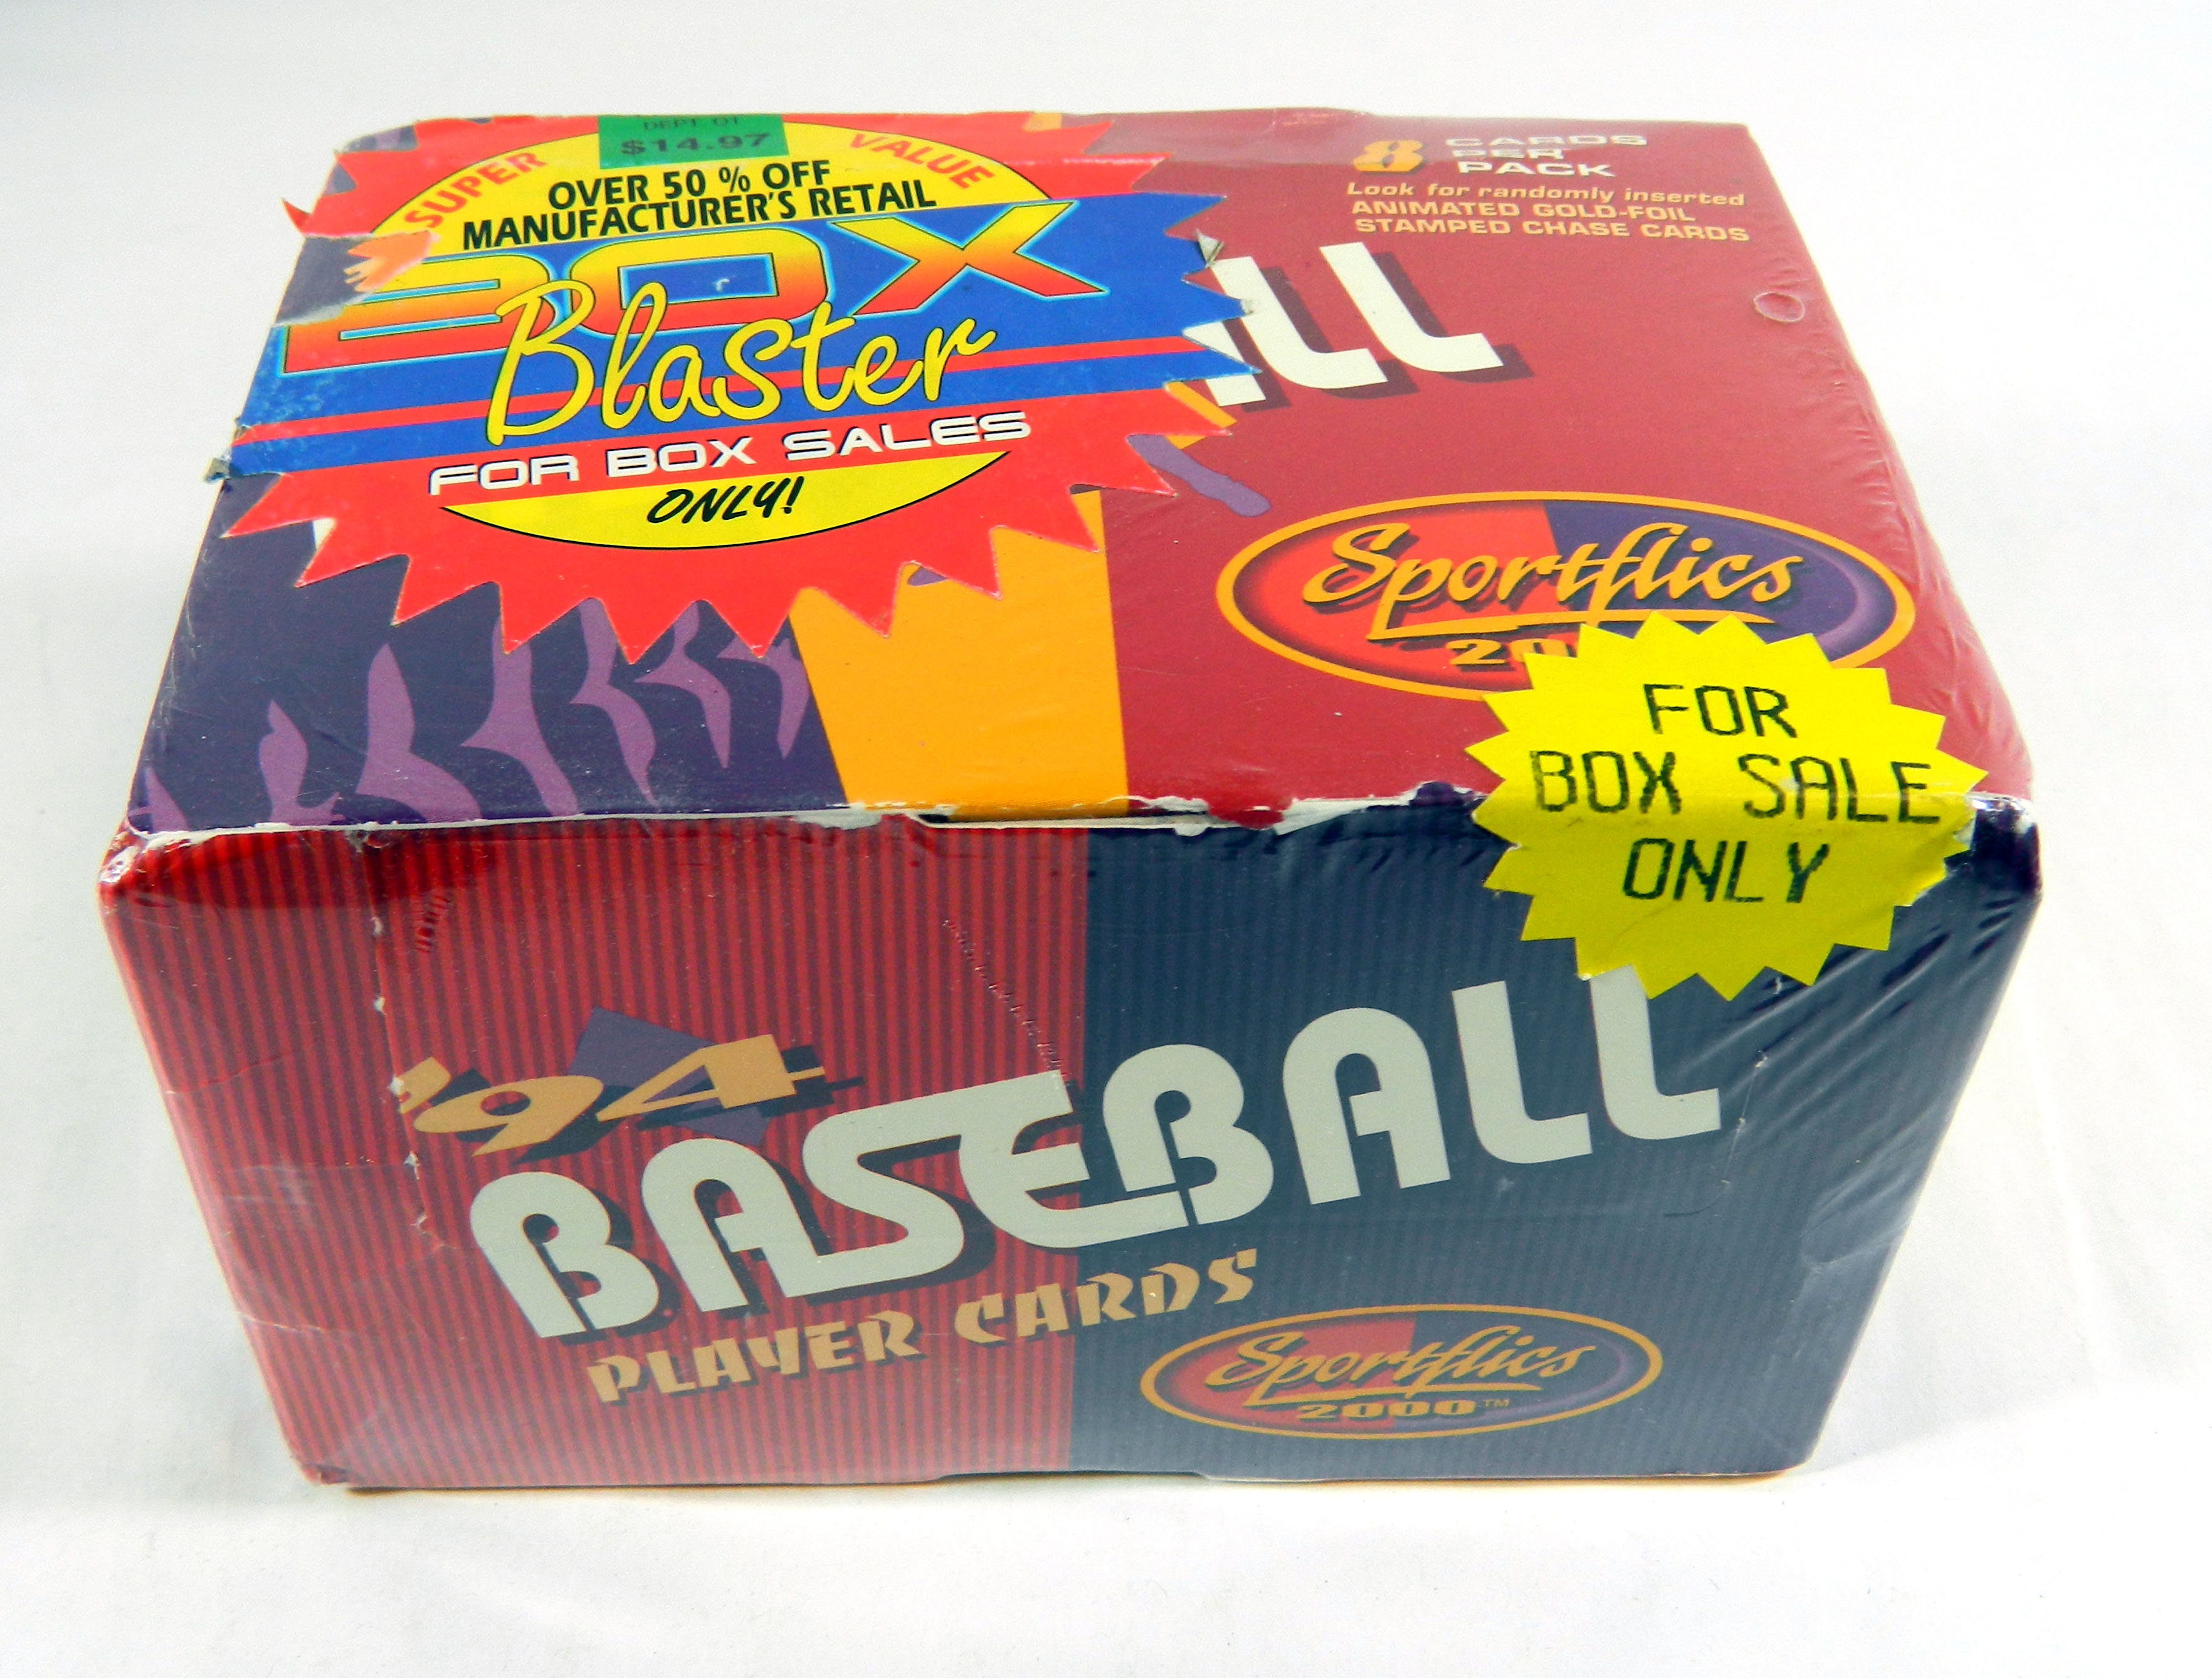 DEPT 01
$14.97
SUPER VALUE
OVER 50 % OFF
MANUFACTURER'S RETAIL
BOX
Blaster
FOR BOX SALES
ONLY!
8 CARDS
PER
PACK
Look for randomly inserted
ANIMATED GOLD-FOIL
STAMPED CHASE CARDS
LL
Sportflics
20
FOR
BOX SALE
ONLY
'94
BASEBALL
PLAYER CARDS
Sportflics
2000™